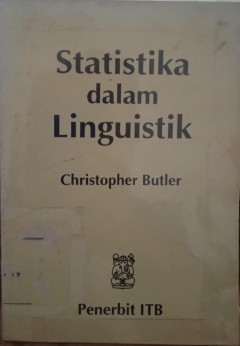 Statistika
dalam
Linguistik
Christopher Butler
Penerbit ITB